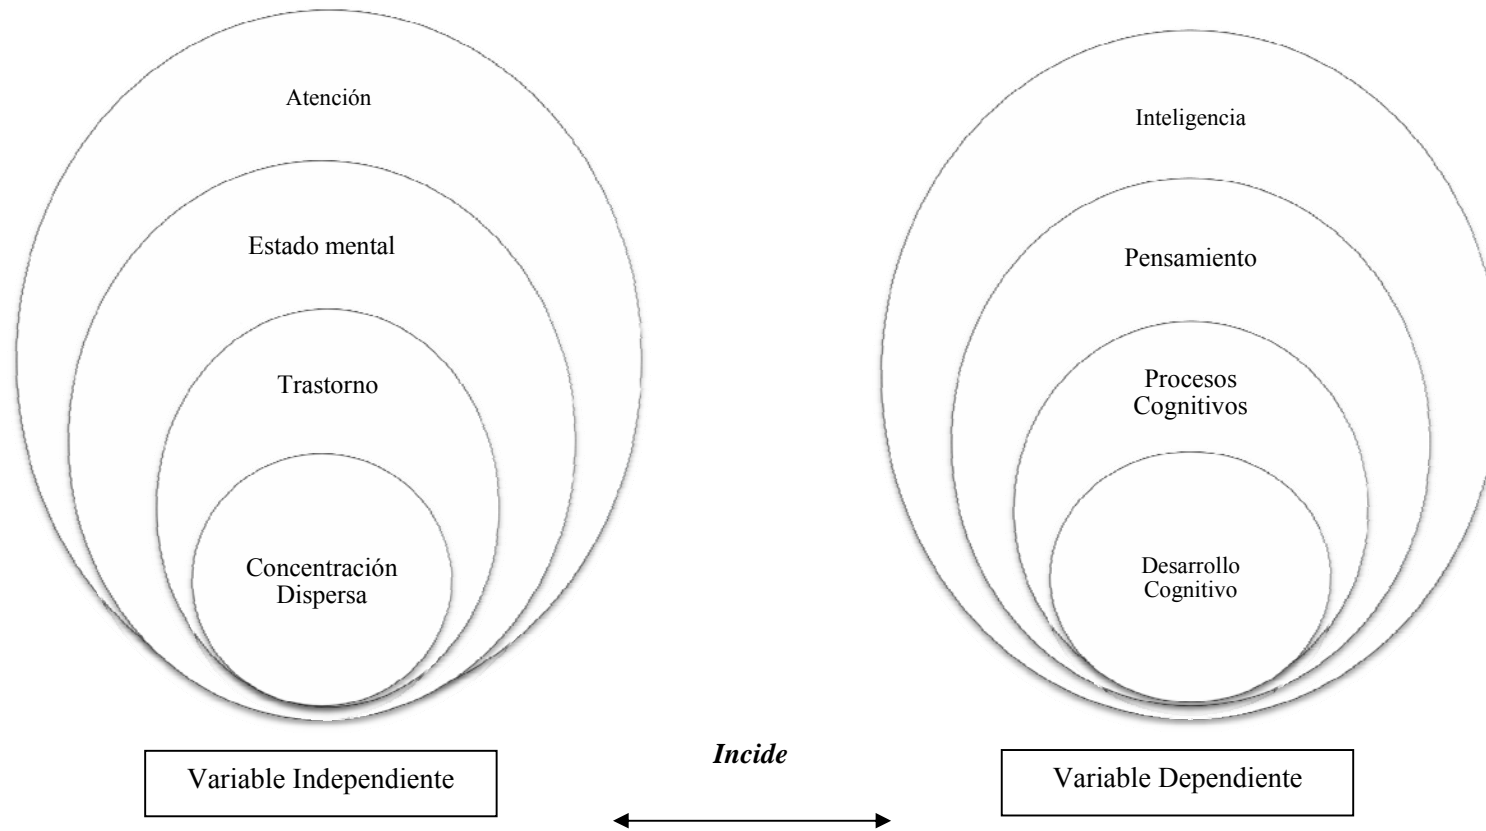 Atención
Estado mental
Trastorno
Concentración
Dispersa
Variable Independiente
Incide
Inteligencia
Pensamiento
Procesos
Cognitivos
Desarrollo
Cognitivo
Variable Dependiente